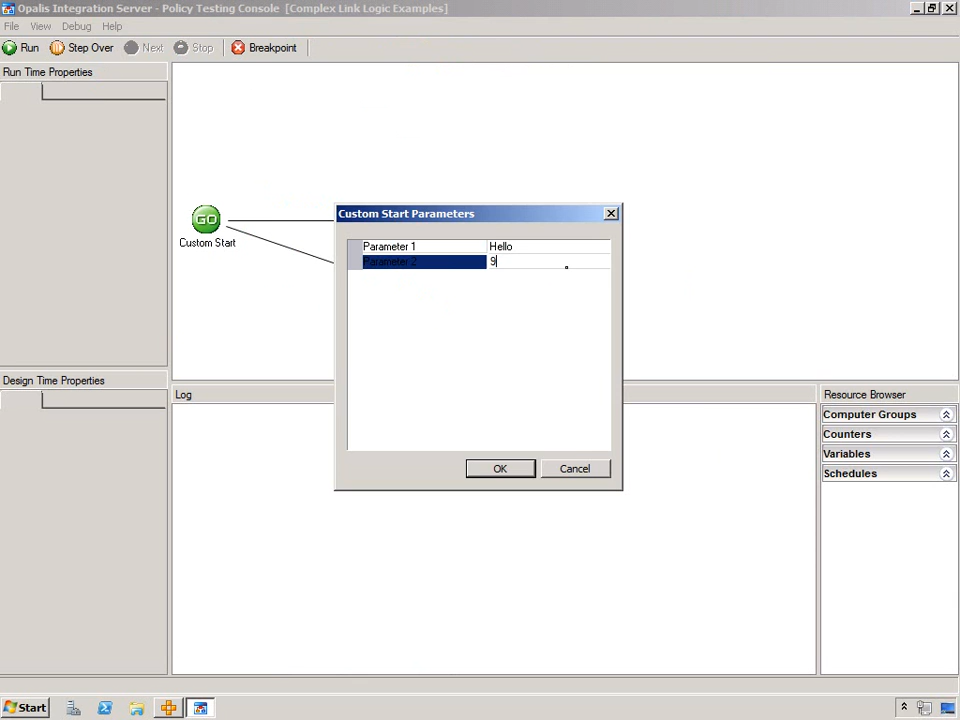 Opalis Integration Server - Policy Testing Console  [Complex Link Logic Examples]
File View Debug Help
Run Step Over Next Stop Breakpoint
Run Time Properties
GO
Custom Start
Custom Start Parameters
Parameter 1 Hello
Parameter 2 9
OK Cancel
Design Time Properties
Log
Resource Browser
Computer Groups
Counters
Variables
Schedules
Start